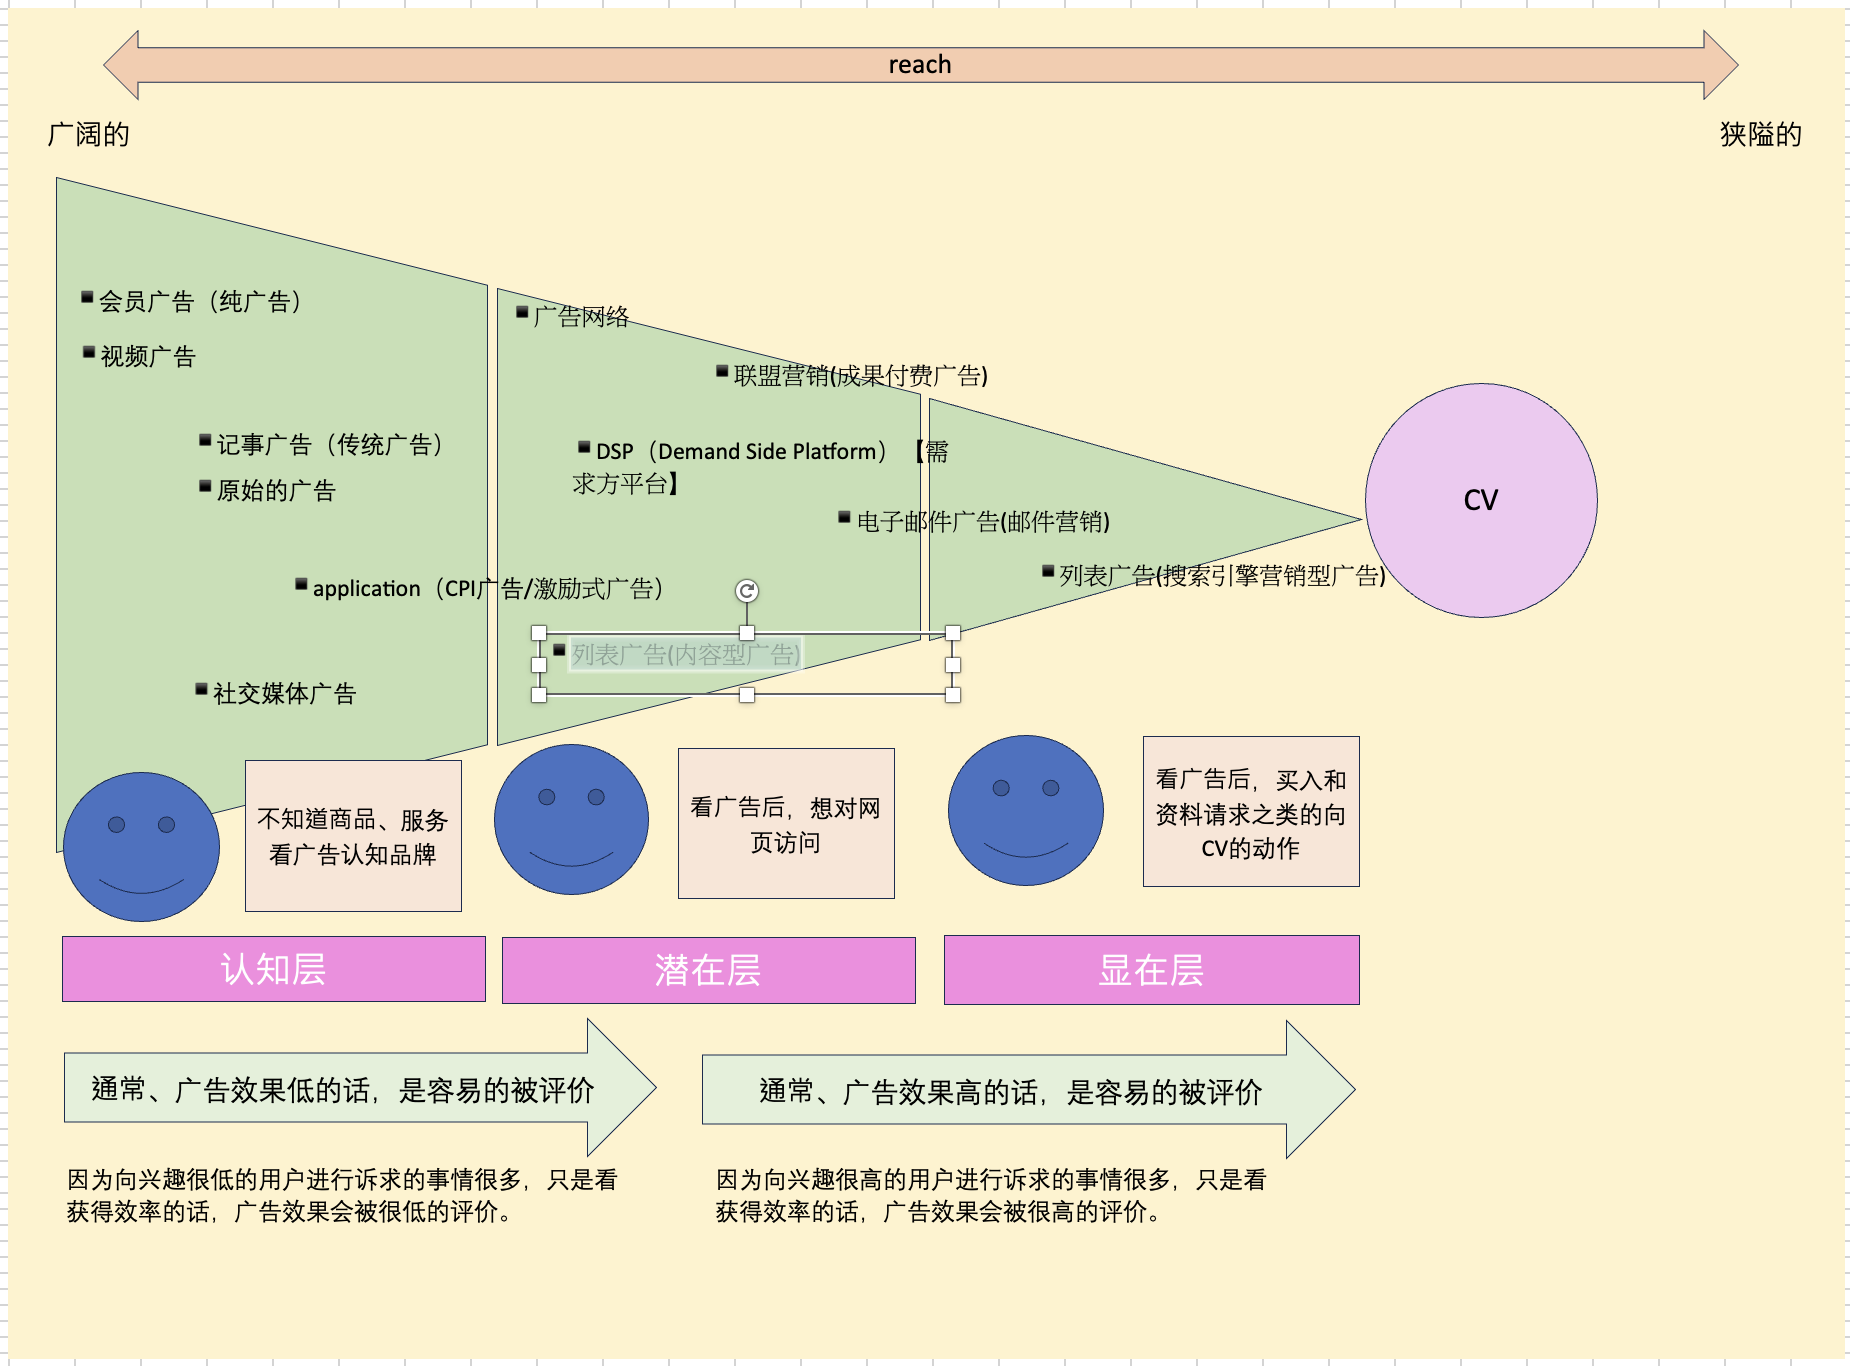 reach
广阔的
狭隘的
会员广告（纯广告）
广告网络
视频广告
联盟营销(成果付费广告)
记事广告（传统广告）
DSP（Demand Side Platform）【需
求方平台】
原始的广告
CV
电子邮件广告(邮件营销)
列表广告(搜索引擎营销型广告)
application（CPI广告/激励式广告）
列表广告(内容型广告)
社交媒体广告
不知道商品、服务
看广告认知品牌
看广告后，想对网
页访问
看广告后，买入和
资料请求之类的向
CV的动作
认知层
潜在层
显在层
通常、广告效果低的话，是容易的被评价
通常、广告效果高的话，是容易的被评价
因为向兴趣很低的用户进行诉求的事情很多，只是看
获得效率的话，广告效果会被很低的评价。
因为向兴趣很高的用户进行诉求的事情很多，只是看
获得效率的话，广告效果会被很高的评价。